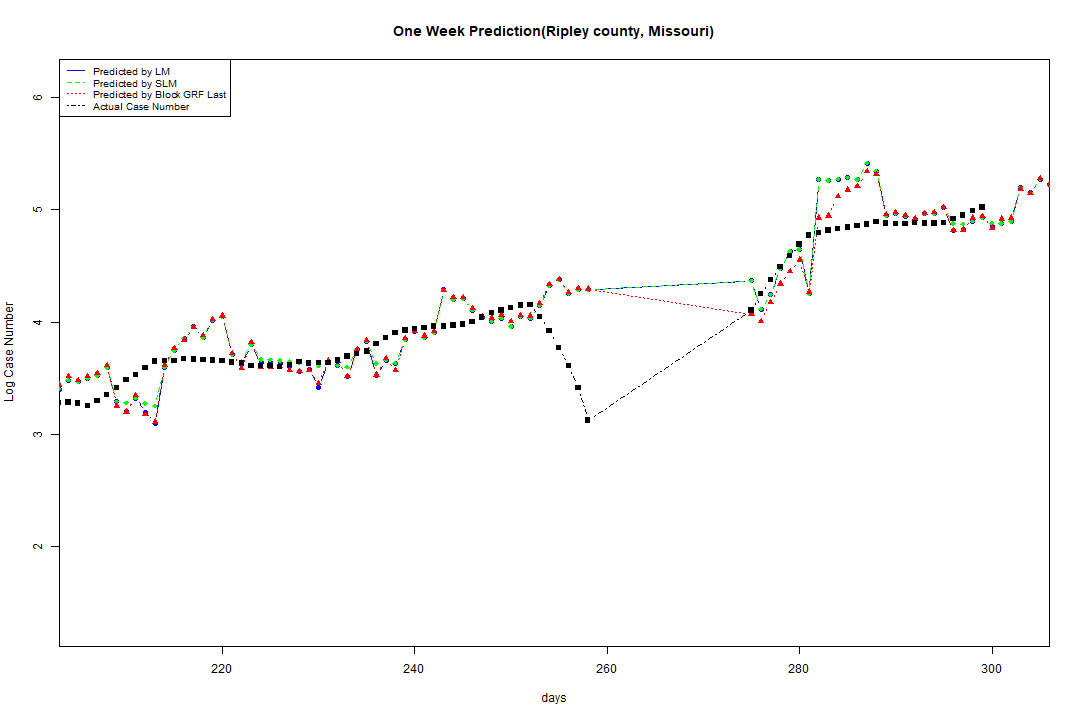 One Week Prediction(Ripley county, Missouri)
Predicted by LM
Predicted by SLM
Predicted by Block GRF Last
Actual Case Number
6
5
4
3
2
Log Case Number
220
240
260
280
300
days